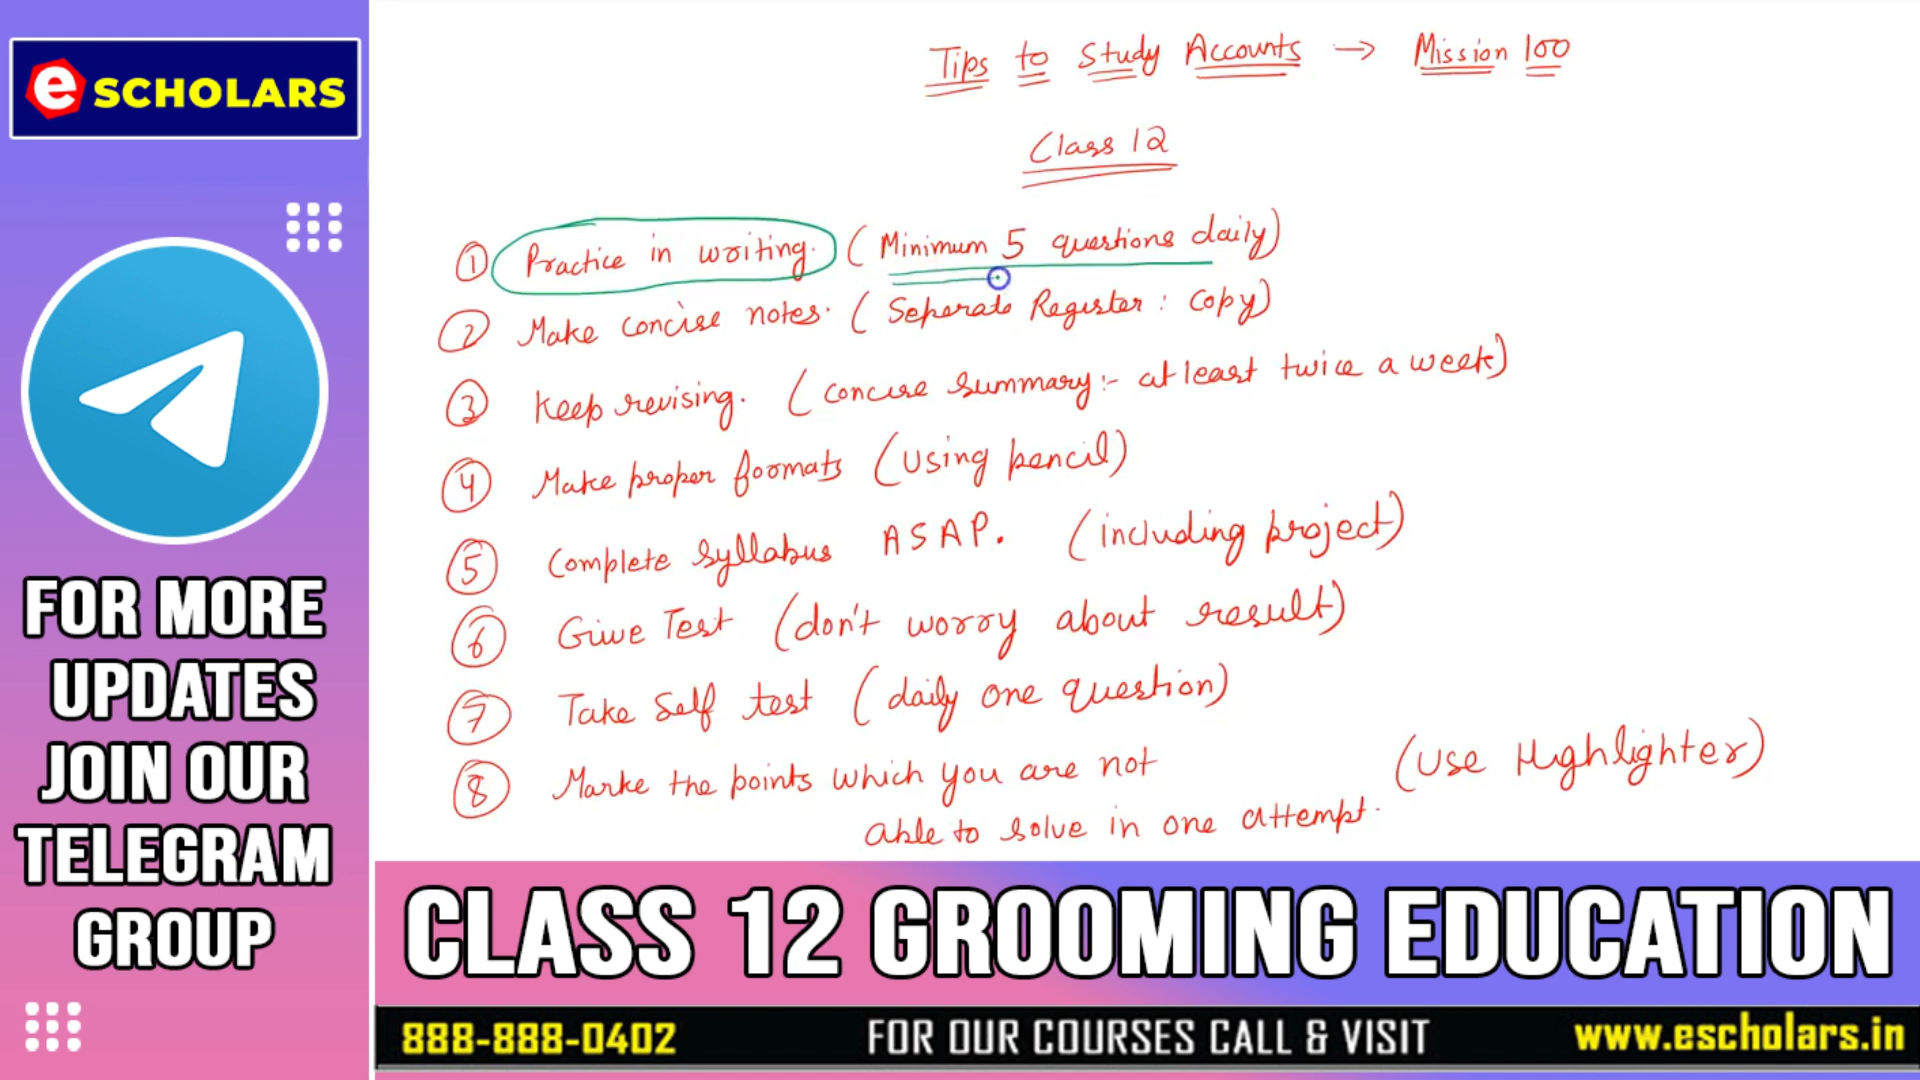 e SCHOLARS
FOR MORE
UPDATES
JOIN OUR
TELEGRAM
GROUP
Tips to Study Accounts → Mission 100
Class 12
① Practice in writing. (Minimum 5 questions daily)
② Make concise notes. (Seperate Register : copy)
③ Keep revising. (concise summary :- at least twice a week)
④ Make proper formats (using pencil)
⑤ Complete syllabus ASAP. (including project)
⑥ Give Test (don't worry about result)
⑦ Take Self test (daily one question)
⑧ Marke the points which you are not
able to solve in one attempt. (Use Highlighter)
CLASS 12 GROOMING EDUCATION
888-888-0402 FOR OUR COURSES CALL & VISIT www.escholars.in